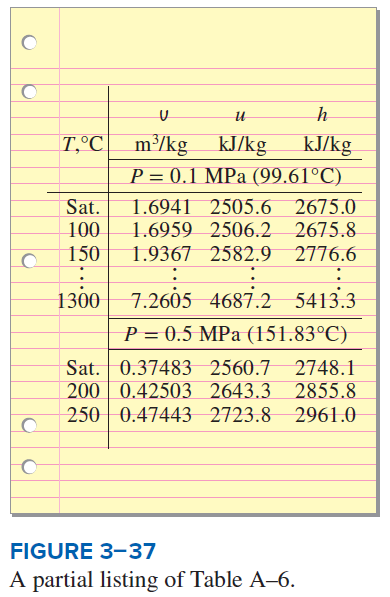 υ u h
T,°C m³/kg kJ/kg kJ/kg
P = 0.1 MPa (99.61°C)
Sat. 1.6941 2505.6 2675.0
100 1.6959 2506.2 2675.8
150 1.9367 2582.9 2776.6
⋮ ⋮ ⋮ ⋮
1300 7.2605 4687.2 5413.3
P = 0.5 MPa (151.83°C)
Sat. 0.37483 2560.7 2748.1
200 0.42503 2643.3 2855.8
250 0.47443 2723.8 2961.0
FIGURE 3–37
A partial listing of Table A–6.